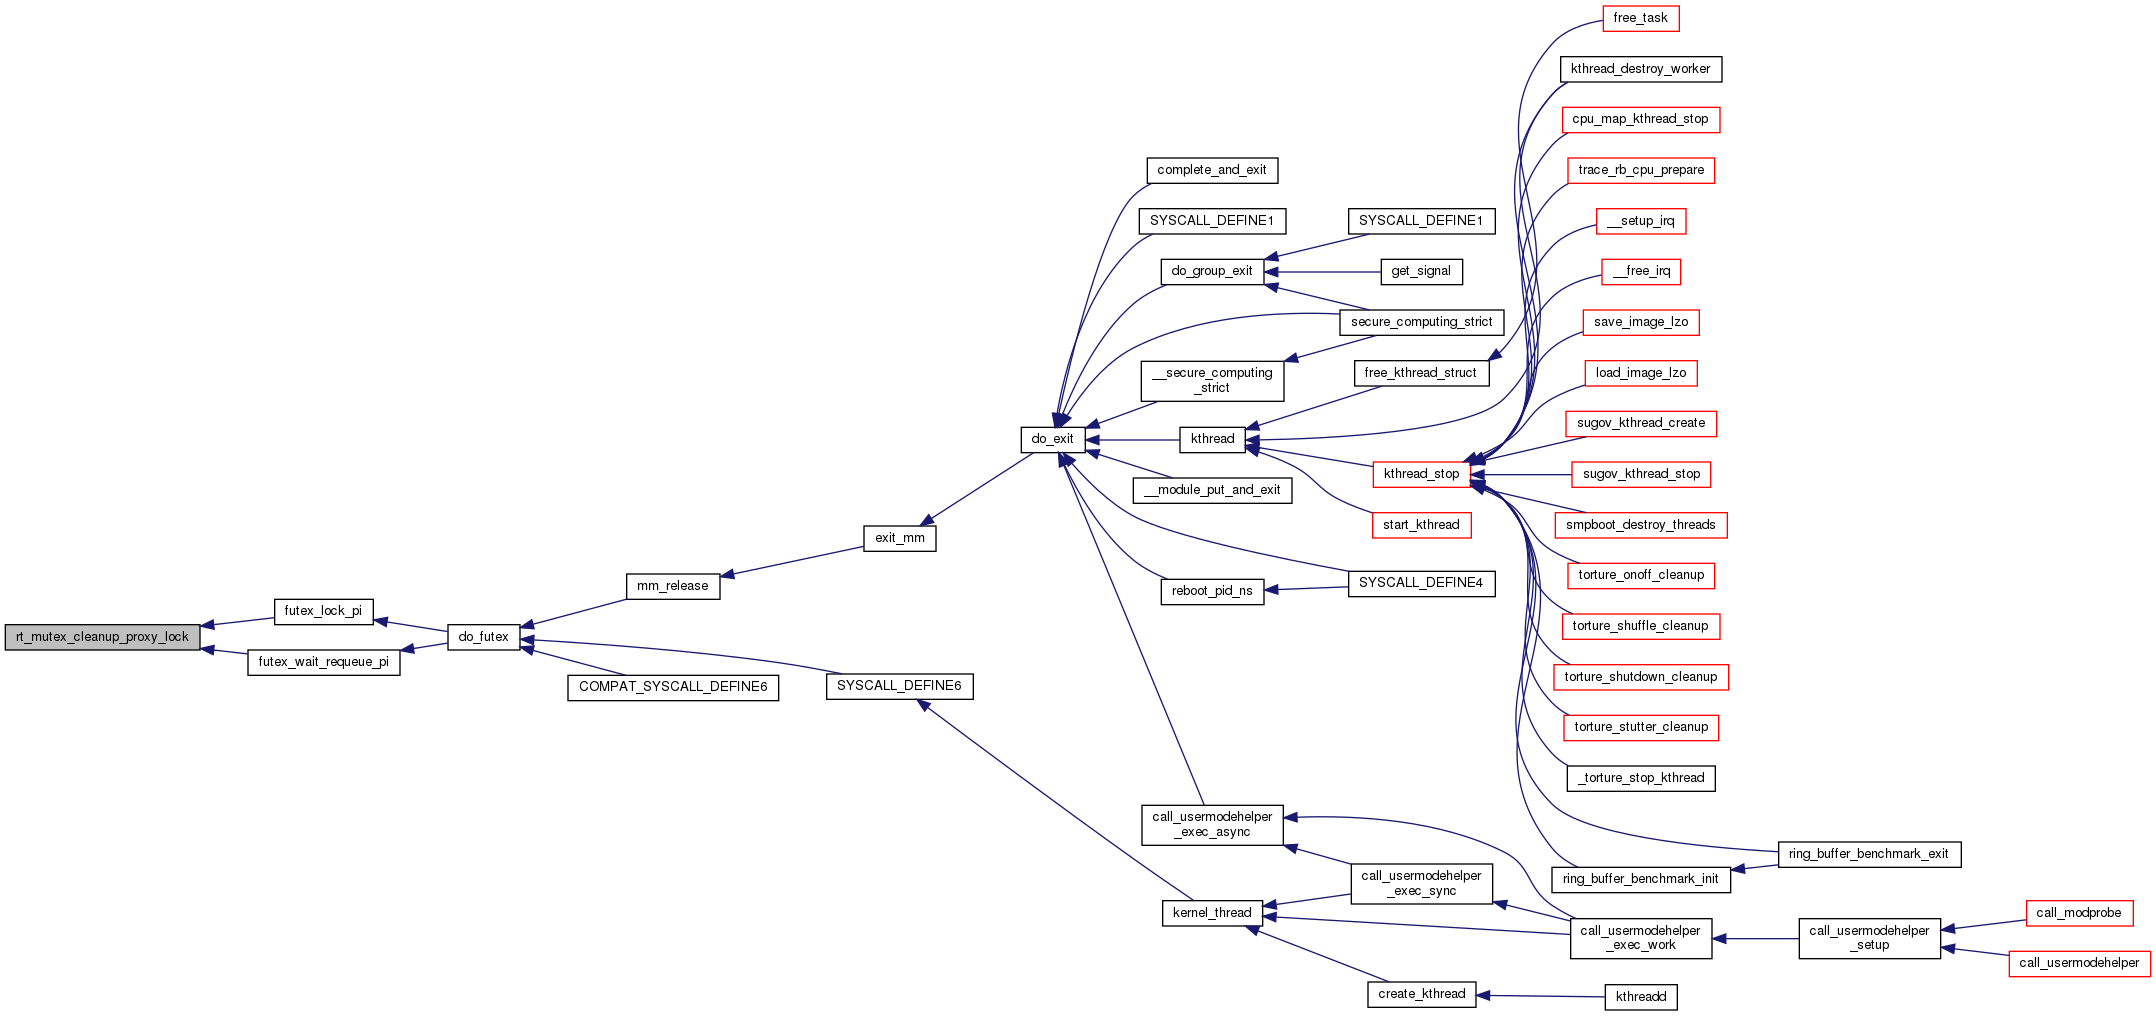 rt_mutex_cleanup_proxy_lock
futex_lock_pi
futex_wait_requeue_pi
do_futex
mm_release
COMPAT_SYSCALL_DEFINE6
SYSCALL_DEFINE6
exit_mm
do_exit
complete_and_exit
SYSCALL_DEFINE1
do_group_exit
__secure_computing
_strict
kthread
__module_put_and_exit
reboot_pid_ns
call_usermodehelper
_exec_async
kernel_thread
SYSCALL_DEFINE1
get_signal
secure_computing_strict
free_kthread_struct
kthread_stop
start_kthread
SYSCALL_DEFINE4
call_usermodehelper
_exec_sync
create_kthread
free_task
kthread_destroy_worker
cpu_map_kthread_stop
trace_rb_cpu_prepare
__setup_irq
__free_irq
save_image_lzo
load_image_lzo
sugov_kthread_create
sugov_kthread_stop
smpboot_destroy_threads
torture_onoff_cleanup
torture_shuffle_cleanup
torture_shutdown_cleanup
torture_stutter_cleanup
_torture_stop_kthread
ring_buffer_benchmark_init
call_usermodehelper
_exec_work
kthreadd
ring_buffer_benchmark_exit
call_usermodehelper
_setup
call_modprobe
call_usermodehelper